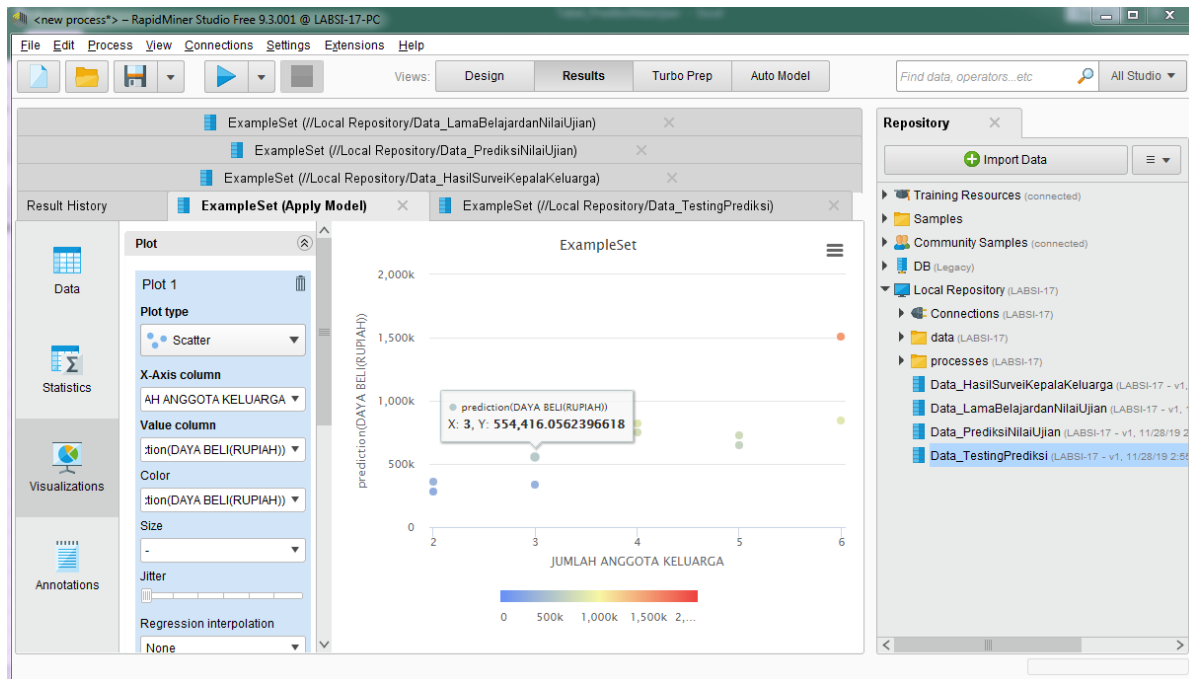 <new process*> – RapidMiner Studio Free 9.3.001 @ LABSI-17-PC
File Edit Process View Connections Settings Extensions Help
Views: Design Results Turbo Prep Auto Model
Find data, operators...etc
All Studio
ExampleSet (//Local Repository/Data_LamaBelajardanNilaiUjian)
ExampleSet (//Local Repository/Data_PrediksiNilaiUjian)
ExampleSet (//Local Repository/Data_HasilSurveiKepalaKeluarga)
Result History
ExampleSet (Apply Model)
ExampleSet (//Local Repository/Data_TestingPrediksi)
Data
Statistics
Visualizations
Annotations
Plot
Plot 1
Plot type
Scatter
X-Axis column
AH ANGGOTA KELUARGA
Value column
:tion(DAYA BELI(RUPIAH))
Color
:tion(DAYA BELI(RUPIAH))
Size
-
Jitter
Regression interpolation
None
ExampleSet
prediction(DAYA BELI(RUPIAH))
2,000k
1,500k
1,000k
500k
0
prediction(DAYA BELI(RUPIAH))
X: 3, Y: 554,416.0562396618
2 3 4 5 6
JUMLAH ANGGOTA KELUARGA
0 500k 1,000k 1,500k 2,...
Repository
Import Data
Training Resources (connected)
Samples
Community Samples (connected)
DB (Legacy)
Local Repository (LABSI-17)
Connections (LABSI-17)
data (LABSI-17)
processes (LABSI-17)
Data_HasilSurveiKepalaKeluarga (LABSI-17 - v1,
Data_LamaBelajardanNilaiUjian (LABSI-17 - v1,
Data_PrediksiNilaiUjian (LABSI-17 - v1, 11/28/19 2
Data_TestingPrediksi (LABSI-17 - v1, 11/28/19 2:55